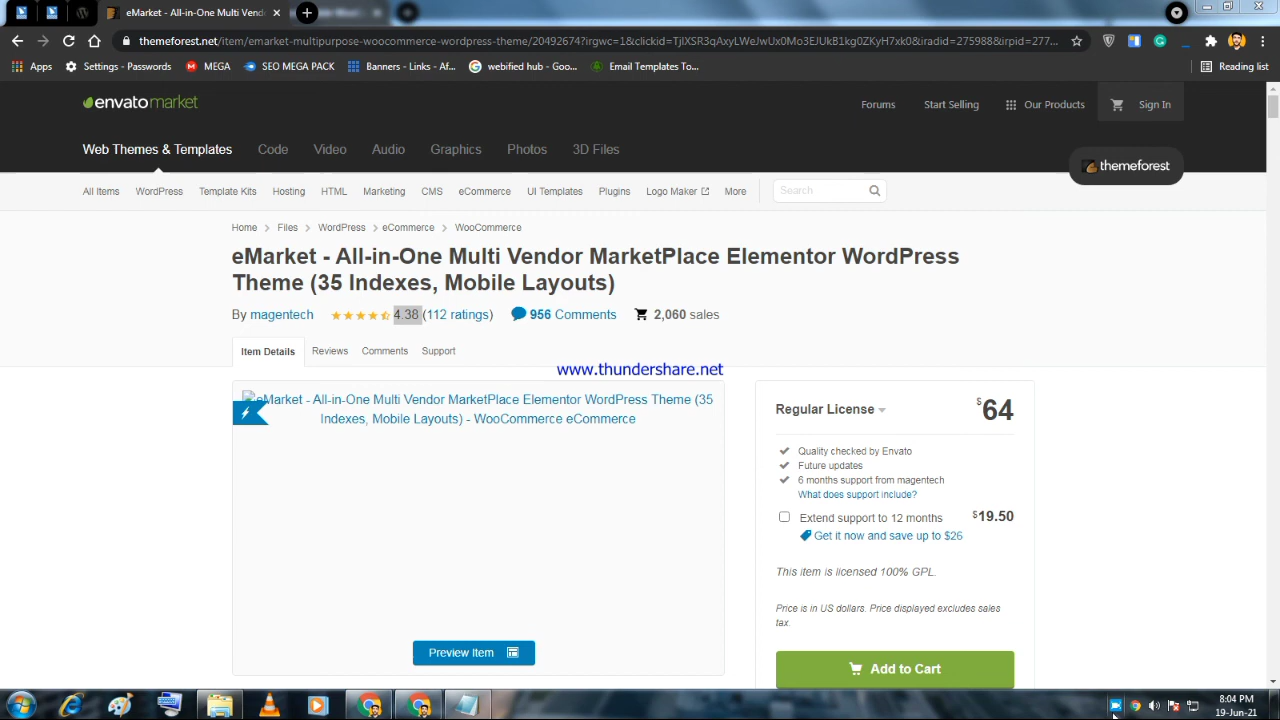 eMarket - All-in-One Multi Vend
themeforest.net/item/emarket-multipurpose-woocommerce-wordpress-theme/20492674?irgwc=1&clickid=TjlXSR3qAxyLWeJwUx0Mo3EJUkB1kg0ZKyH7xk0&iradid=275988&irpid=277...
Apps Settings - Passwords MEGA SEO MEGA PACK Banners - Links - Af... webified hub - Goo... Email Templates To... Reading list
envatomarket Forums Start Selling Our Products Sign In
Web Themes & Templates Code Video Audio Graphics Photos 3D Files
themeforest
All Items WordPress Template Kits Hosting HTML Marketing CMS eCommerce UI Templates Plugins Logo Maker More Search
Home Files WordPress eCommerce WooCommerce
eMarket - All-in-One Multi Vendor MarketPlace Elementor WordPress
Theme (35 Indexes, Mobile Layouts)
By magentech 4.38 (112 ratings) 956 Comments 2,060 sales
Item Details Reviews Comments Support
www.thundershare.net
eMarket - All-in-One Multi Vendor MarketPlace Elementor WordPress Theme (35
Indexes, Mobile Layouts) - WooCommerce eCommerce
Preview Item
Regular License $64
Quality checked by Envato
Future updates
6 months support from magentech
What does support include?
Extend support to 12 months $19.50
Get it now and save up to $26
This item is licensed 100% GPL.
Price is in US dollars. Price displayed excludes sales
tax.
Add to Cart
8:04 PM
19-Jun-21